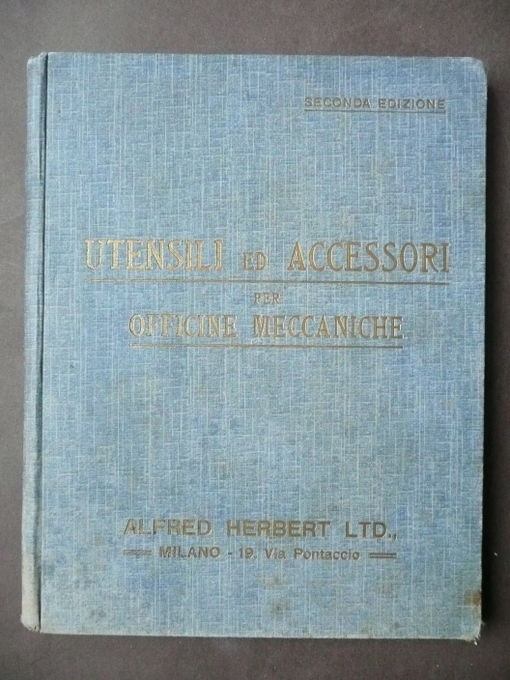 SECONDA EDIZIONE
UTENSILI ED ACCESSORI
PER
OFFICINE MECCANICHE
ALFRED HERBERT LTD.,
MILANO - 19, Via Pontaccio